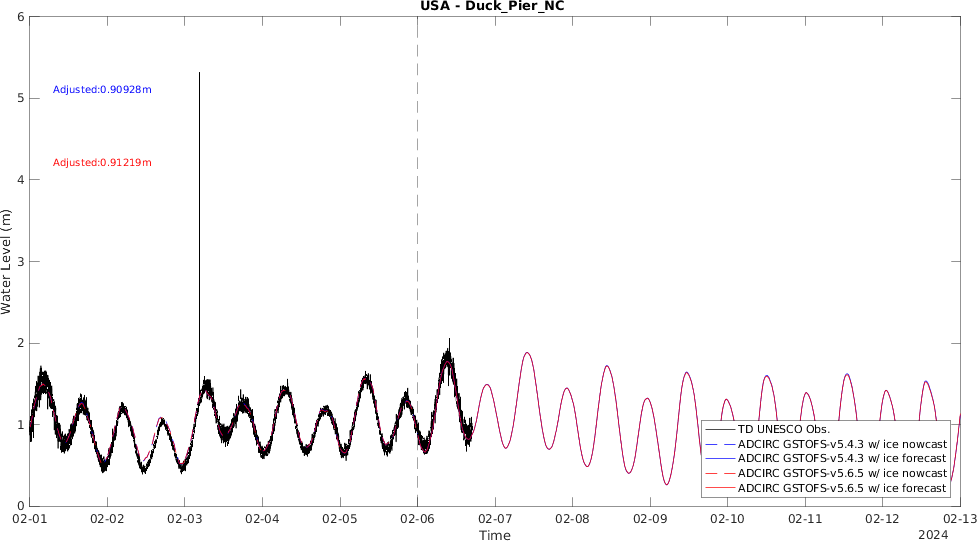 USA - Duck_Pier_NC
6
5
4
3
2
1
0
Water Level (m)
Adjusted:0.90928m
Adjusted:0.91219m
TD UNESCO Obs.
ADCIRC GSTOFS-v5.4.3 w/ ice nowcast
ADCIRC GSTOFS-v5.4.3 w/ ice forecast
ADCIRC GSTOFS-v5.6.5 w/ ice nowcast
ADCIRC GSTOFS-v5.6.5 w/ ice forecast
02-01 02-02 02-03 02-04 02-05 02-06 02-07 02-08 02-09 02-10 02-11 02-12 02-13
Time
2024